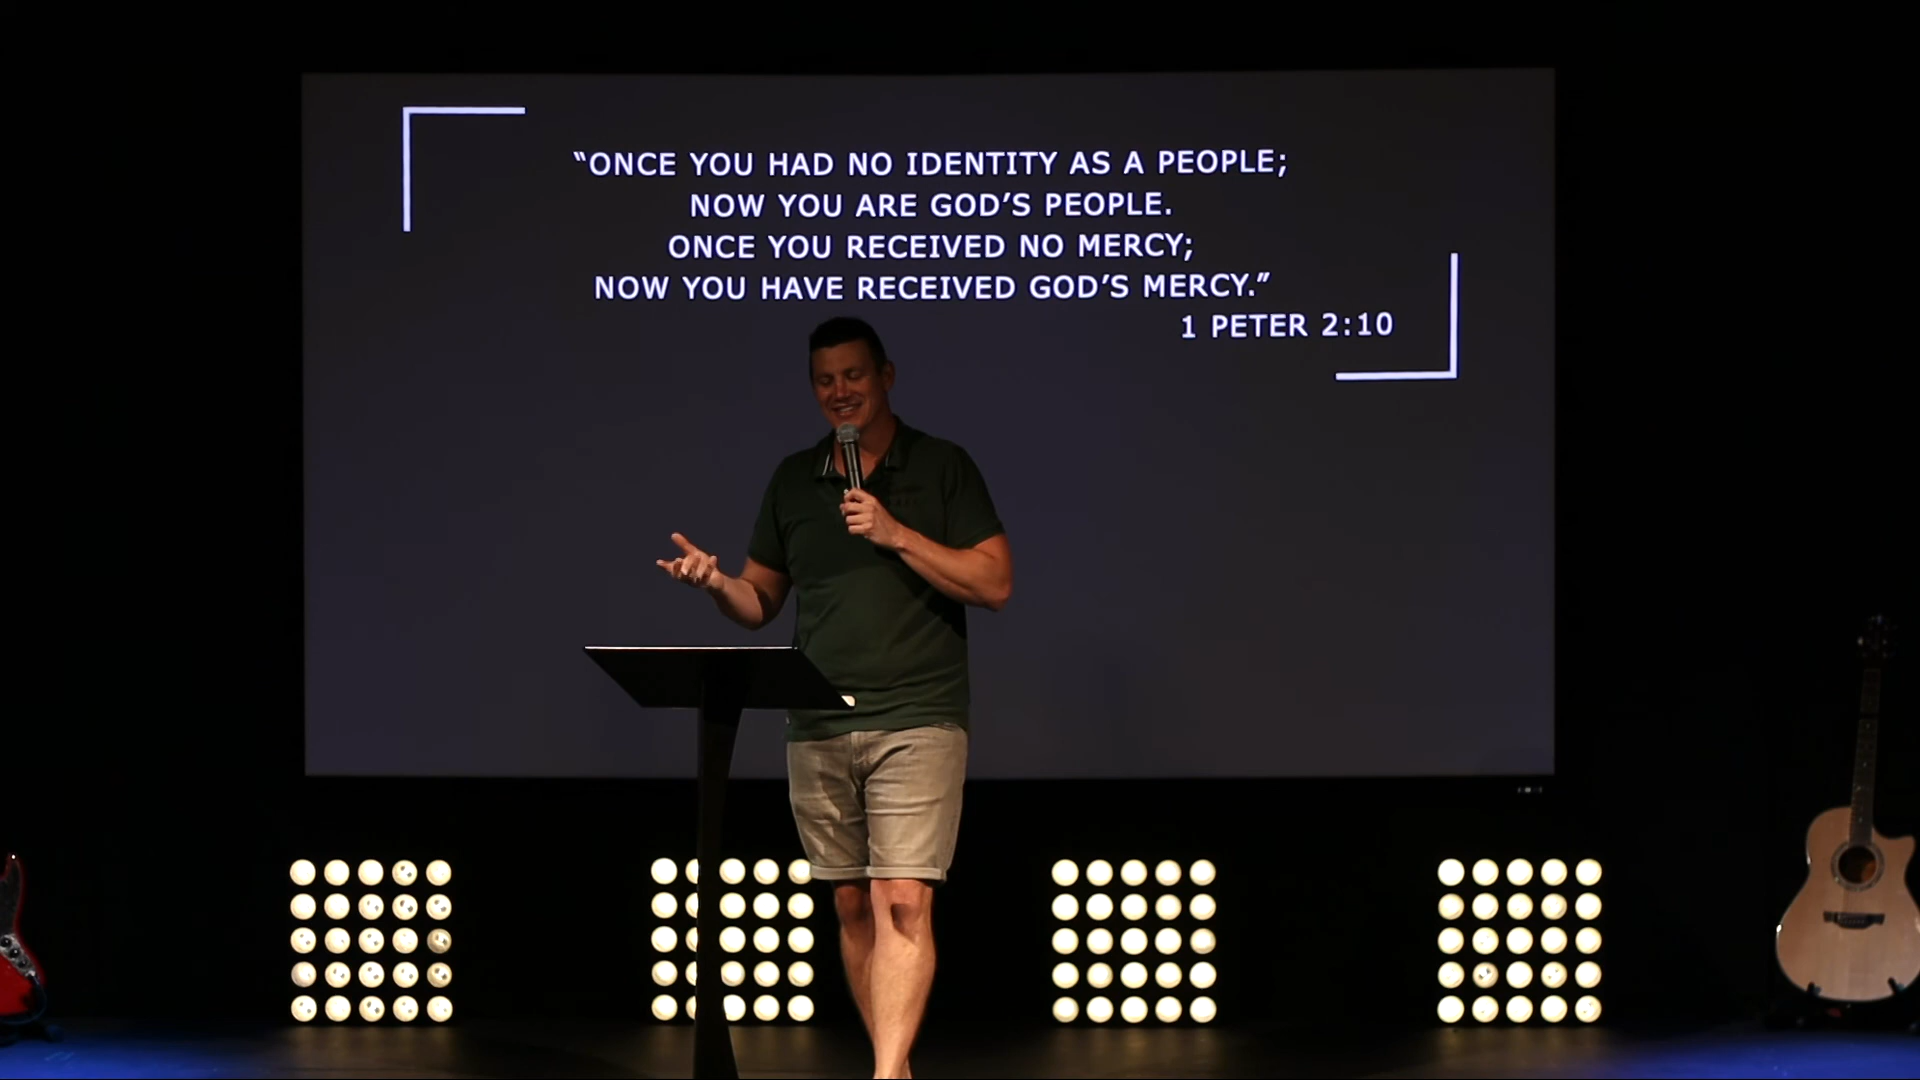 “ONCE YOU HAD NO IDENTITY AS A PEOPLE;
NOW YOU ARE GOD’S PEOPLE.
ONCE YOU RECEIVED NO MERCY;
NOW YOU HAVE RECEIVED GOD’S MERCY.”
1 PETER 2:10